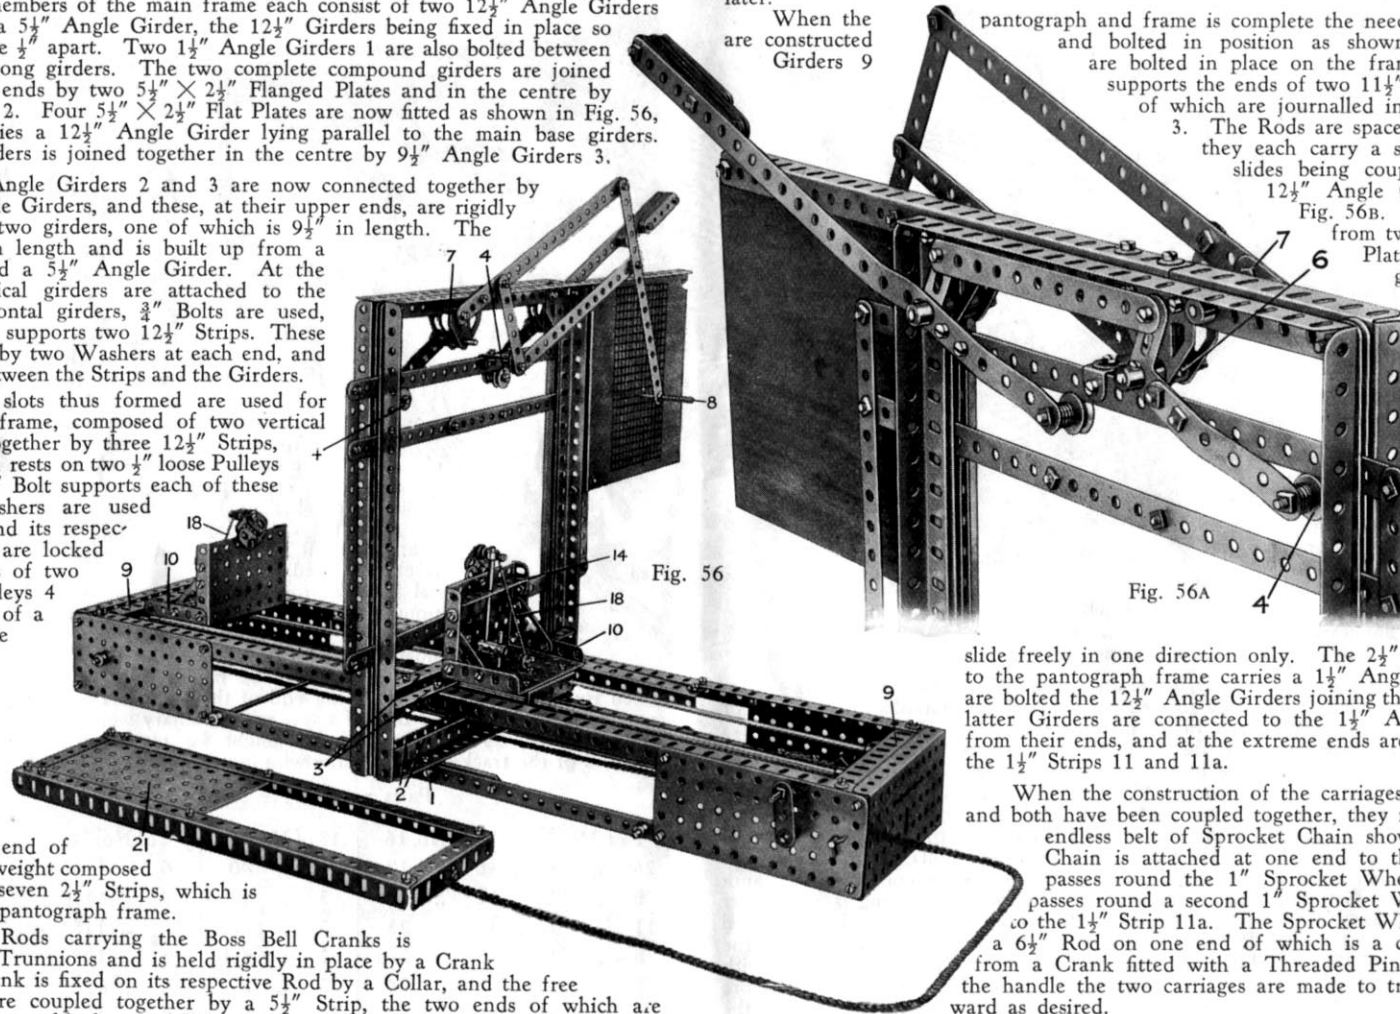 embers of the main frame each consist of two 12½″ Angle Girders
a 5½″ Angle Girder, the 12½″ Girders being fixed in place so
½″ apart. Two 1½″ Angle Girders 1 are also bolted between
ong girders. The two complete compound girders are joined
ends by two 5½″ × 2½″ Flanged Plates and in the centre by
2. Four 5½″ × 2½″ Flat Plates are now fitted as shown in Fig. 56,
ies a 12½″ Angle Girder lying parallel to the main base girders.
ders is joined together in the centre by 9½″ Angle Girders 3.
Angle Girders 2 and 3 are now connected together by
e Girders, and these, at their upper ends, are rigidly
two girders, one of which is 9½″ in length. The
length and is built up from a
d a 5½″ Angle Girder. At the
ical girders are attached to the
ontal girders, ¾″ Bolts are used,
supports two 12½″ Strips. These
by two Washers at each end, and
tween the Strips and the Girders.
slots thus formed are used for
frame, composed of two vertical
gether by three 12½″ Strips,
rests on two ½″ loose Pulleys
″ Bolt supports each of these
shers are used
nd its respec-
are locked
of two
leys 4
of a
e
end of
weight composed
seven 2½″ Strips, which is
pantograph frame.
Rods carrying the Boss Bell Cranks is
Trunnions and is held rigidly in place by a Crank
nk is fixed on its respective Rod by a Collar, and the free
re coupled together by a 5½″ Strip, the two ends of which are
7 4
8
+
18
10
9
14
18
10
9
3
2 1
21
Fig. 56
later.
When the
are constructed
Girders 9
pantograph and frame is complete the nee
and bolted in position as show
are bolted in place on the fra
supports the ends of two 11½″
of which are journalled in
3. The Rods are space
they each carry a s
slides being coup
12½″ Angle
Fig. 56B.
from tw
Plat
g
7
6
4
Fig. 56A
slide freely in one direction only. The 2½″
to the pantograph frame carries a 1½″ Ang
are bolted the 12½″ Angle Girders joining th
latter Girders are connected to the 1½″ A
from their ends, and at the extreme ends are
the 1½″ Strips 11 and 11a.
When the construction of the carriages
and both have been coupled together, they
endless belt of Sprocket Chain show
Chain is attached at one end to th
passes round the 1″ Sprocket Whe
passes round a second 1″ Sprocket W
to the 1½″ Strip 11a. The Sprocket W
a 6½″ Rod on one end of which is a
from a Crank fitted with a Threaded Pin
the handle the two carriages are made to tr
ward as desired.